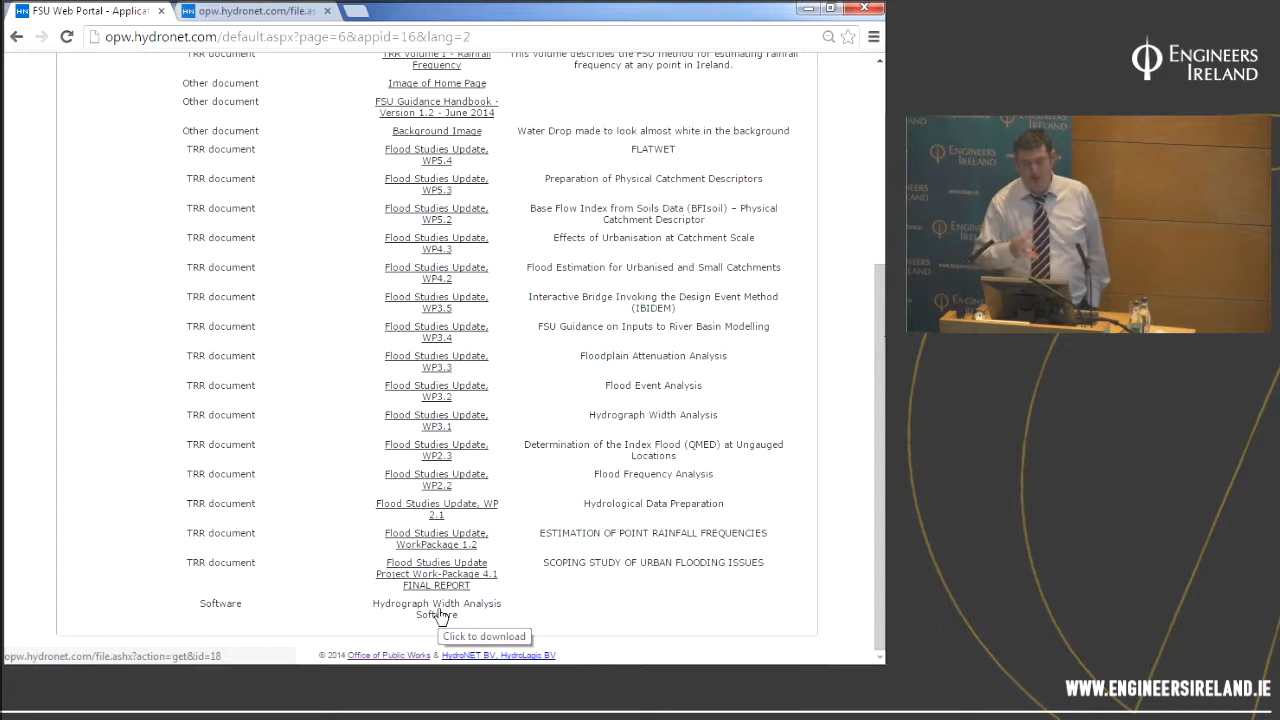 FSU Web Portal - Applicat
opw.hydronet.com/file.as
opw.hydronet.com/default.aspx?page=6&appid=16&lang=2
TRR document TRR Volume I - Rainfall This volume describes the FSU method for estimating rainfall
Frequency frequency at any point in Ireland.
Other document Image of Home Page
Other document FSU Guidance Handbook -
Version 1.2 - June 2014
Other document Background Image Water Drop made to look almost white in the background
TRR document Flood Studies Update, FLATWET
WP5.4
TRR document Flood Studies Update, Preparation of Physical Catchment Descriptors
WP5.3
TRR document Flood Studies Update, Base Flow Index from Soils Data (BFIsoil) – Physical
WP5.2 Catchment Descriptor
TRR document Flood Studies Update, Effects of Urbanisation at Catchment Scale
WP4.3
TRR document Flood Studies Update, Flood Estimation for Urbanised and Small Catchments
WP4.2
TRR document Flood Studies Update, Interactive Bridge Invoking the Design Event Method
WP3.5 (IBIDEM)
TRR document Flood Studies Update, FSU Guidance on Inputs to River Basin Modelling
WP3.4
TRR document Flood Studies Update, Floodplain Attenuation Analysis
WP3.3
TRR document Flood Studies Update, Flood Event Analysis
WP3.2
TRR document Flood Studies Update, Hydrograph Width Analysis
WP3.1
TRR document Flood Studies Update, Determination of the Index Flood (QMED) at Ungauged
WP2.3 Locations
TRR document Flood Studies Update, Flood Frequency Analysis
WP2.2
TRR document Flood Studies Update, WP Hydrological Data Preparation
2.1
TRR document Flood Studies Update, ESTIMATION OF POINT RAINFALL FREQUENCIES
WorkPackage 1.2
TRR document Flood Studies Update SCOPING STUDY OF URBAN FLOODING ISSUES
Project Work-Package 4.1
FINAL REPORT
Software Hydrograph Width Analysis
Software
Click to download
opw.hydronet.com/file.ashx?action=get&id=18
© 2014 Office of Public Works & HydroNET BV, HydroLogic BV
ENGINEERS
IRELAND
ENGINEERS
IRELAND
WWW.ENGINEERSIRELAND.IE